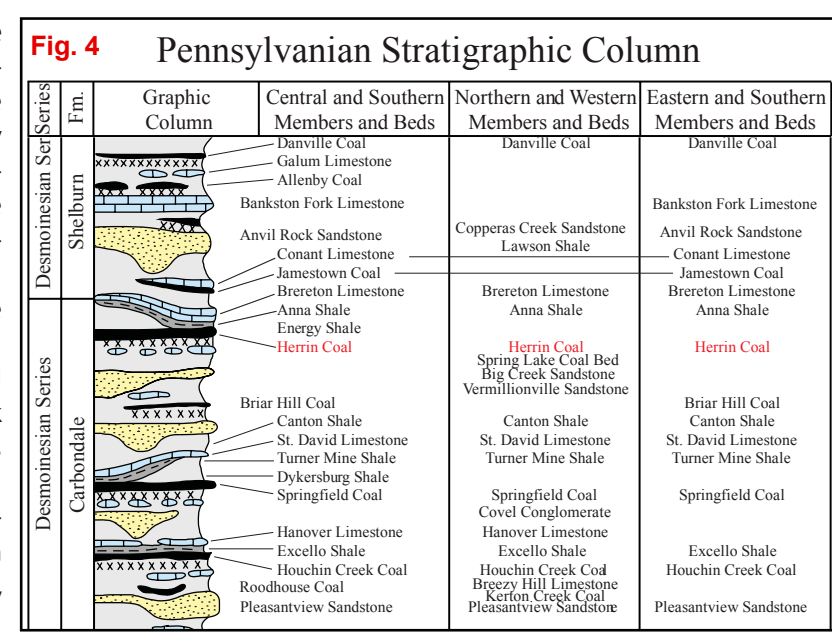 Fig. 4
Pennsylvanian Stratigraphic Column
Series
Fm.
Graphic
Column
Central and Southern
Members and Beds
Northern and Western
Members and Beds
Eastern and Southern
Members and Beds
Desmoinesian Ser
Shelburn
Desmoinesian Series
Carbondale
Danville Coal
Galum Limestone
Allenby Coal
Bankston Fork Limestone
Anvil Rock Sandstone
Conant Limestone
Jamestown Coal
Brereton Limestone
Anna Shale
Energy Shale
Herrin Coal
Briar Hill Coal
Canton Shale
St. David Limestone
Turner Mine Shale
Dykersburg Shale
Springfield Coal
Hanover Limestone
Excello Shale
Houchin Creek Coal
Roodhouse Coal
Pleasantview Sandstone
Danville Coal
Copperas Creek Sandstone
Lawson Shale
Brereton Limestone
Anna Shale
Herrin Coal
Spring Lake Coal Bed
Big Creek Sandstone
Vermillionville Sandstone
Canton Shale
St. David Limestone
Turner Mine Shale
Springfield Coal
Covel Conglomerate
Hanover Limestone
Excello Shale
Houchin Creek Coal
Breezy Hill Limestone
Kerton Creek Coal
Pleasantview Sandstone
Danville Coal
Bankston Fork Limestone
Anvil Rock Sandstone
Conant Limestone
Jamestown Coal
Brereton Limestone
Anna Shale
Herrin Coal
Briar Hill Coal
Canton Shale
St. David Limestone
Turner Mine Shale
Springfield Coal
Excello Shale
Houchin Creek Coal
Pleasantview Sandstone